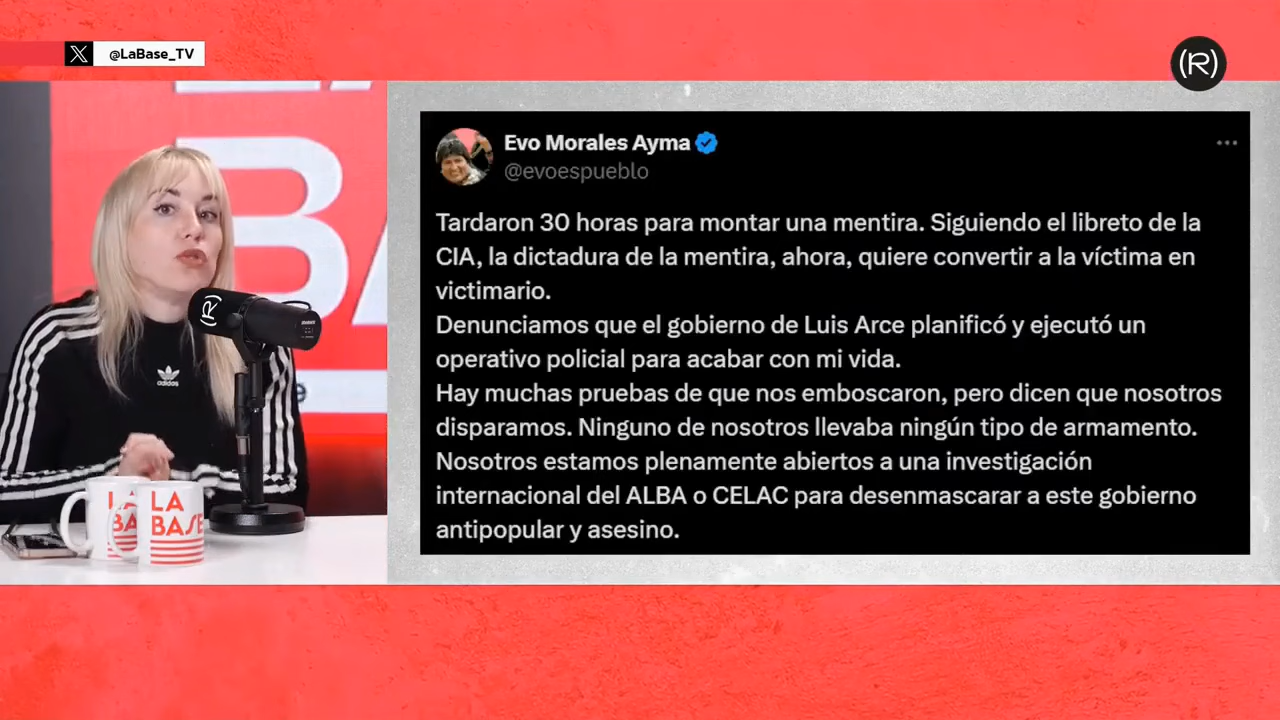 @LaBase_TV
(R)
Evo Morales Ayma
@evoespueblo
Tardaron 30 horas para montar una mentira. Siguiendo el libreto de la
CIA, la dictadura de la mentira, ahora, quiere convertir a la víctima en
victimario.
Denunciamos que el gobierno de Luis Arce planificó y ejecutó un
operativo policial para acabar con mi vida.
Hay muchas pruebas de que nos emboscaron, pero dicen que nosotros
disparamos. Ninguno de nosotros llevaba ningún tipo de armamento.
Nosotros estamos plenamente abiertos a una investigación
internacional del ALBA o CELAC para desenmascarar a este gobierno
antipopular y asesino.
(R)
adidas
LA
BA
LA
BASE